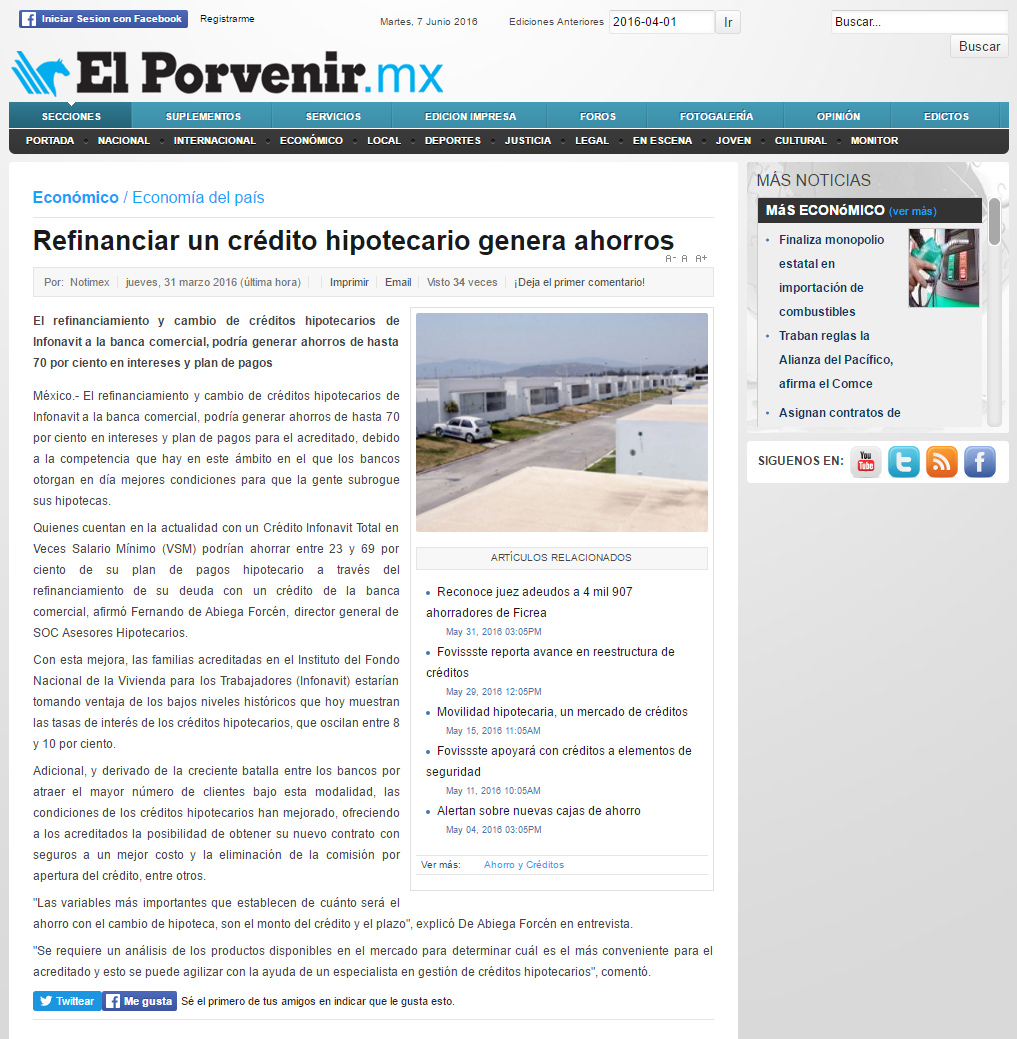 Iniciar Sesion con Facebook
Registrarme
Martes, 7 Junio 2016
Ediciones Anteriores
2016-04-01
Ir
Buscar...
Buscar
El Porvenir.mx
SECCIONES SUPLEMENTOS SERVICIOS EDICION IMPRESA FOROS FOTOGALERÍA OPINIÓN EDICTOS
PORTADA NACIONAL INTERNACIONAL ECONÓMICO LOCAL DEPORTES JUSTICIA LEGAL EN ESCENA JOVEN CULTURAL MONITOR
Económico / Economía del país
Refinanciar un crédito hipotecario genera ahorros
A- A A+
Por: Notimex jueves, 31 marzo 2016 (última hora) Imprimir Email Visto 34 veces ¡Deja el primer comentario!
El refinanciamiento y cambio de créditos hipotecarios de
Infonavit a la banca comercial, podría generar ahorros de hasta
70 por ciento en intereses y plan de pagos
México.- El refinanciamiento y cambio de créditos hipotecarios de
Infonavit a la banca comercial, podría generar ahorros de hasta 70
por ciento en intereses y plan de pagos para el acreditado, debido
a la competencia que hay en este ámbito en el que los bancos
otorgan en día mejores condiciones para que la gente subrogue
sus hipotecas.
Quienes cuentan en la actualidad con un Crédito Infonavit Total en
Veces Salario Mínimo (VSM) podrían ahorrar entre 23 y 69 por
ciento de su plan de pagos hipotecario a través del
refinanciamiento de su deuda con un crédito de la banca
comercial, afirmó Fernando de Abiega Forcén, director general de
SOC Asesores Hipotecarios.
Con esta mejora, las familias acreditadas en el Instituto del Fondo
Nacional de la Vivienda para los Trabajadores (Infonavit) estarían
tomando ventaja de los bajos niveles históricos que hoy muestran
las tasas de interés de los créditos hipotecarios, que oscilan entre 8
y 10 por ciento.
Adicional, y derivado de la creciente batalla entre los bancos por
atraer el mayor número de clientes bajo esta modalidad, las
condiciones de los créditos hipotecarios han mejorado, ofreciendo
a los acreditados la posibilidad de obtener su nuevo contrato con
seguros a un mejor costo y la eliminación de la comisión por
apertura del crédito, entre otros.
"Las variables más importantes que establecen de cuánto será el
ahorro con el cambio de hipoteca, son el monto del crédito y el plazo", explicó De Abiega Forcén en entrevista.
"Se requiere un análisis de los productos disponibles en el mercado para determinar cuál es el más conveniente para el
acreditado y esto se puede agilizar con la ayuda de un especialista en gestión de créditos hipotecarios", comentó.
Twittear
Me gusta
Sé el primero de tus amigos en indicar que le gusta esto.
ARTÍCULOS RELACIONADOS
Reconoce juez adeudos a 4 mil 907
ahorradores de Ficrea
May 31, 2016 03:05PM
Fovissste reporta avance en reestructura de
créditos
May 29, 2016 12:05PM
Movilidad hipotecaria, un mercado de créditos
May 15, 2016 11:05AM
Fovissste apoyará con créditos a elementos de
seguridad
May 11, 2016 10:05AM
Alertan sobre nuevas cajas de ahorro
May 04, 2016 03:05PM
Ver más: Ahorro y Créditos
MÁS NOTICIAS
MáS ECONóMICO (ver más)
Finaliza monopolio
estatal en
importación de
combustibles
Traban reglas la
Alianza del Pacífico,
afirma el Comce
Asignan contratos de
SIGUENOS EN:
You
Tube